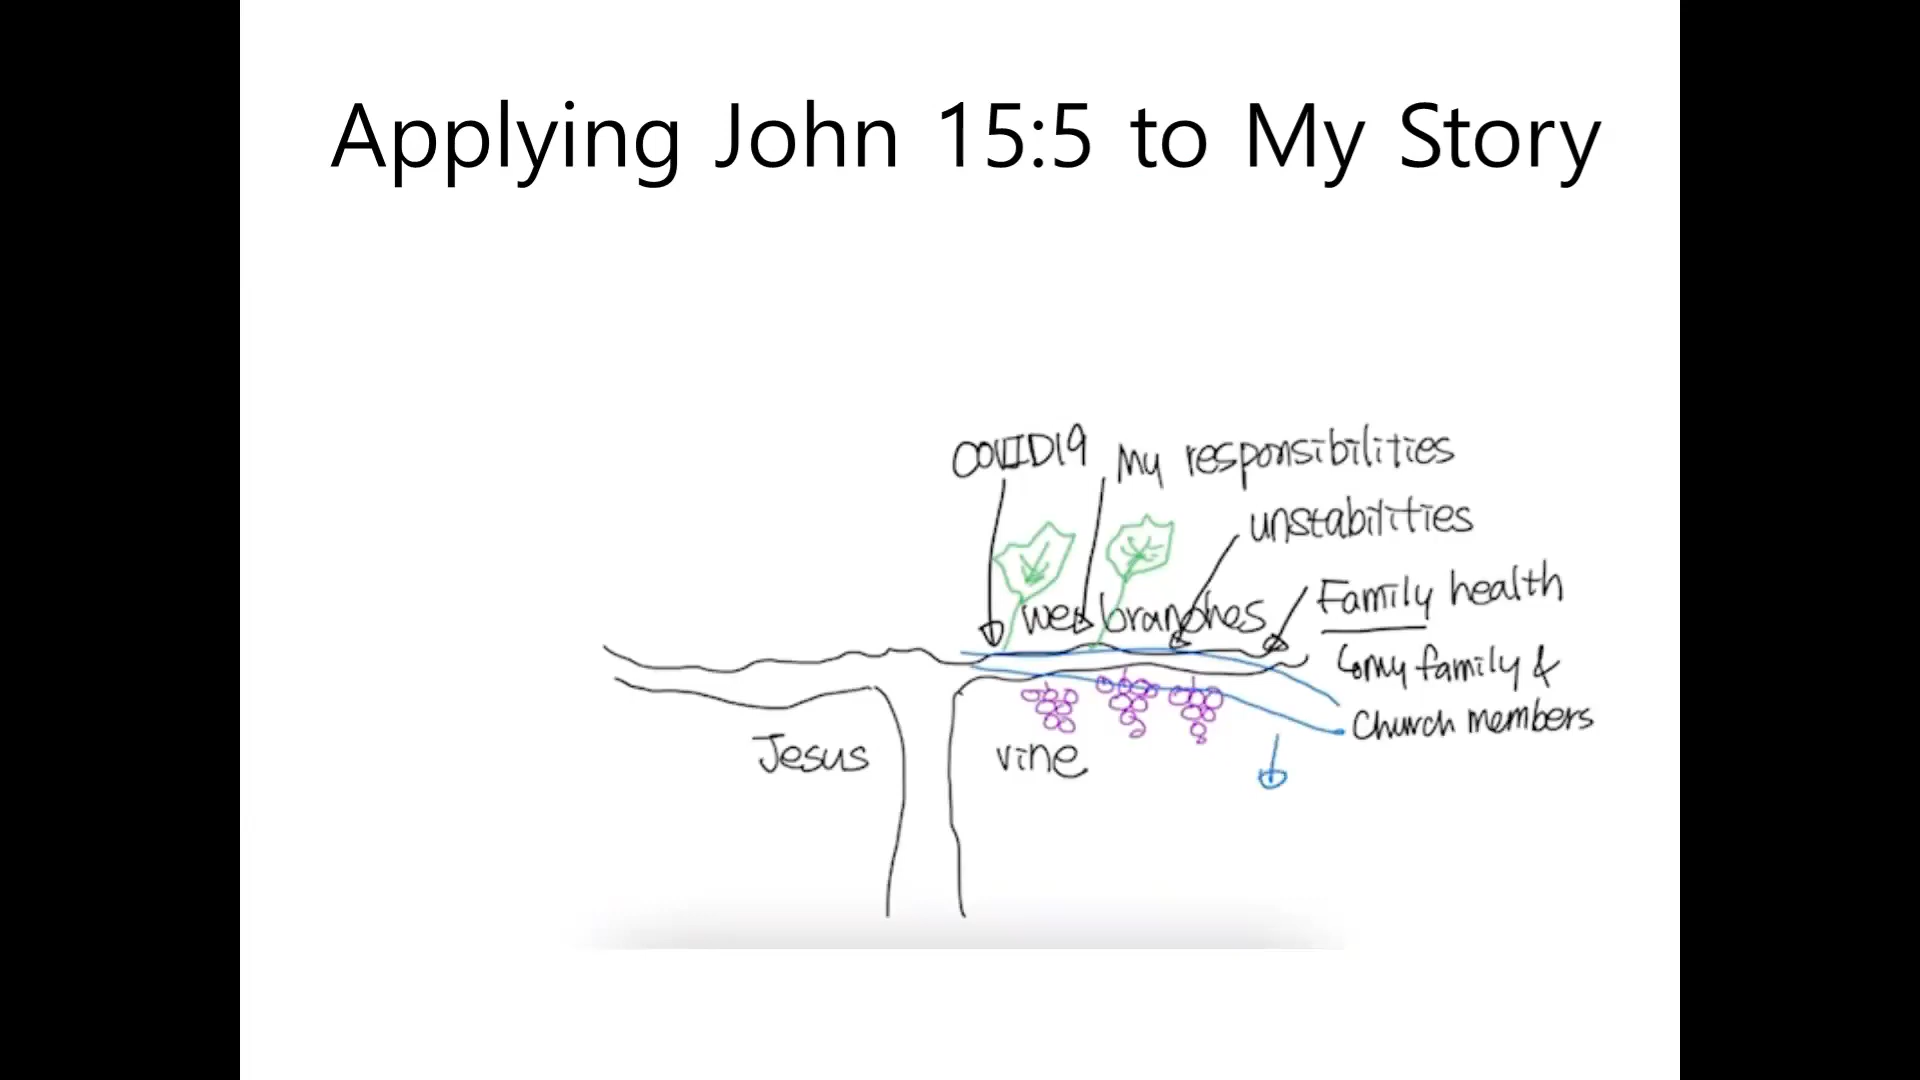 Applying John 15:5 to My Story
COVID19
My responsibilities
unstabilities
we branches
Family health
my family &
Church members
Jesus
vine